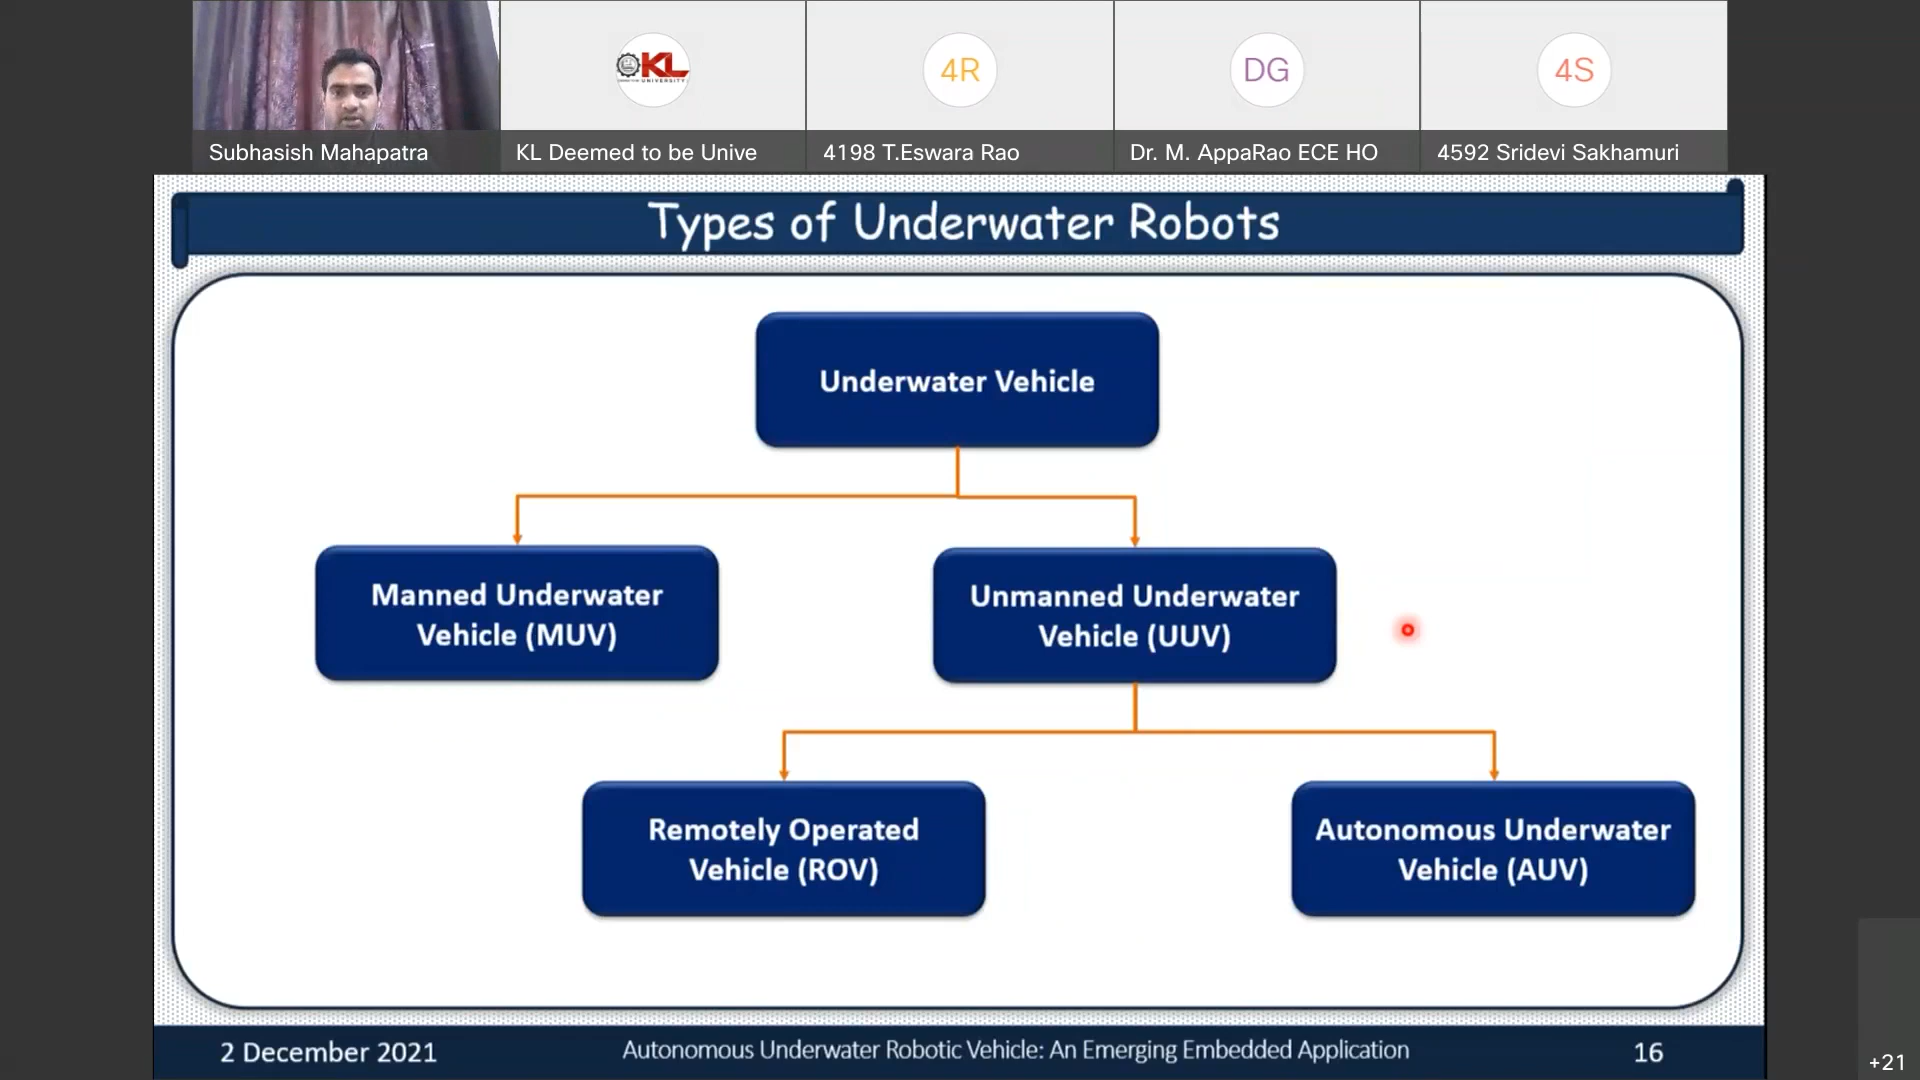 KL
UNIVERSITY
4R
DG
4S
Subhasish Mahapatra
KL Deemed to be Unive
4198 T.Eswara Rao
Dr. M. AppaRao ECE HO
4592 Sridevi Sakhamuri
Types of Underwater Robots
Underwater Vehicle
Manned Underwater
Vehicle (MUV)
Unmanned Underwater
Vehicle (UUV)
Remotely Operated
Vehicle (ROV)
Autonomous Underwater
Vehicle (AUV)
2 December 2021
Autonomous Underwater Robotic Vehicle: An Emerging Embedded Application
16
+21